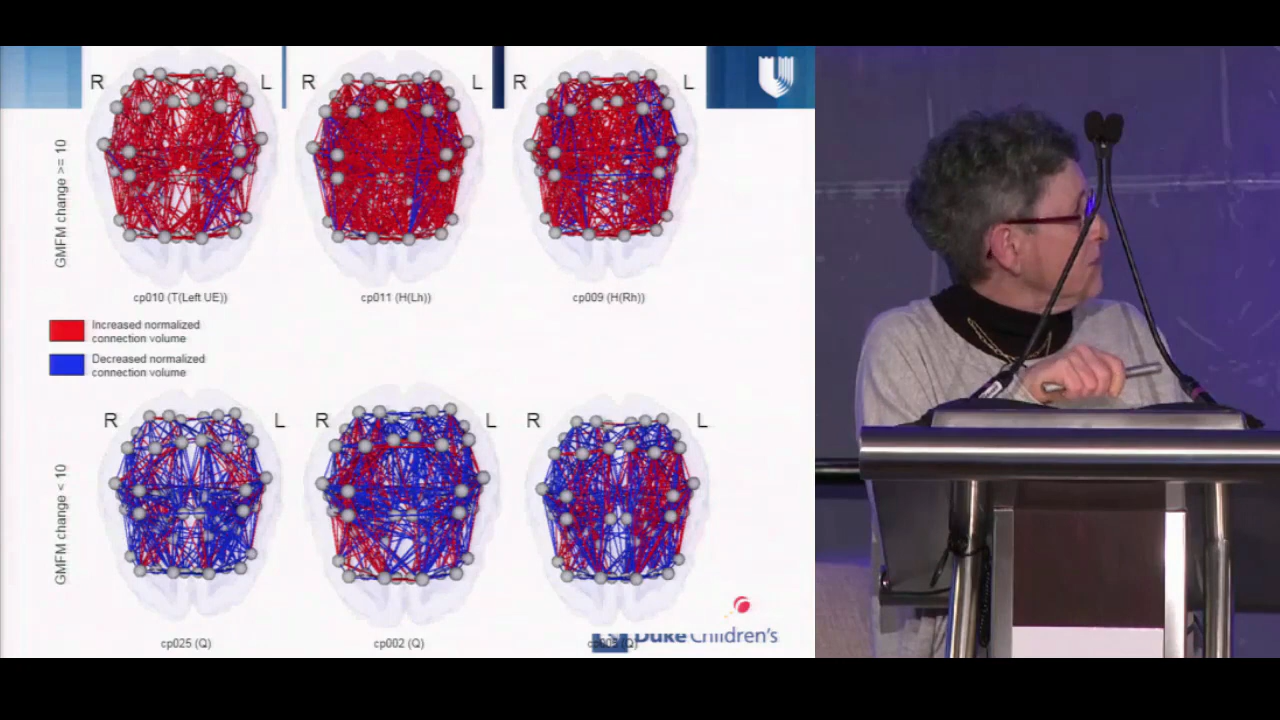 R L R L R L
GMFM change >= 10
cp010 (T(Left UE)) cp011 (H(Lh)) cp009 (H(Rh))
Increased normalized
connection volume
Decreased normalized
connection volume
R L R L R L
GMFM change < 10
Duke Children's
cp025 (Q) cp002 (Q)